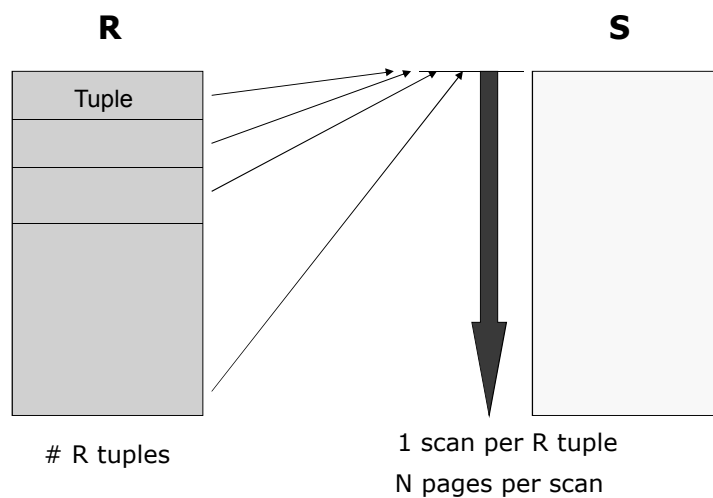 R
S
Tuple
# R tuples
1 scan per R tuple
N pages per scan